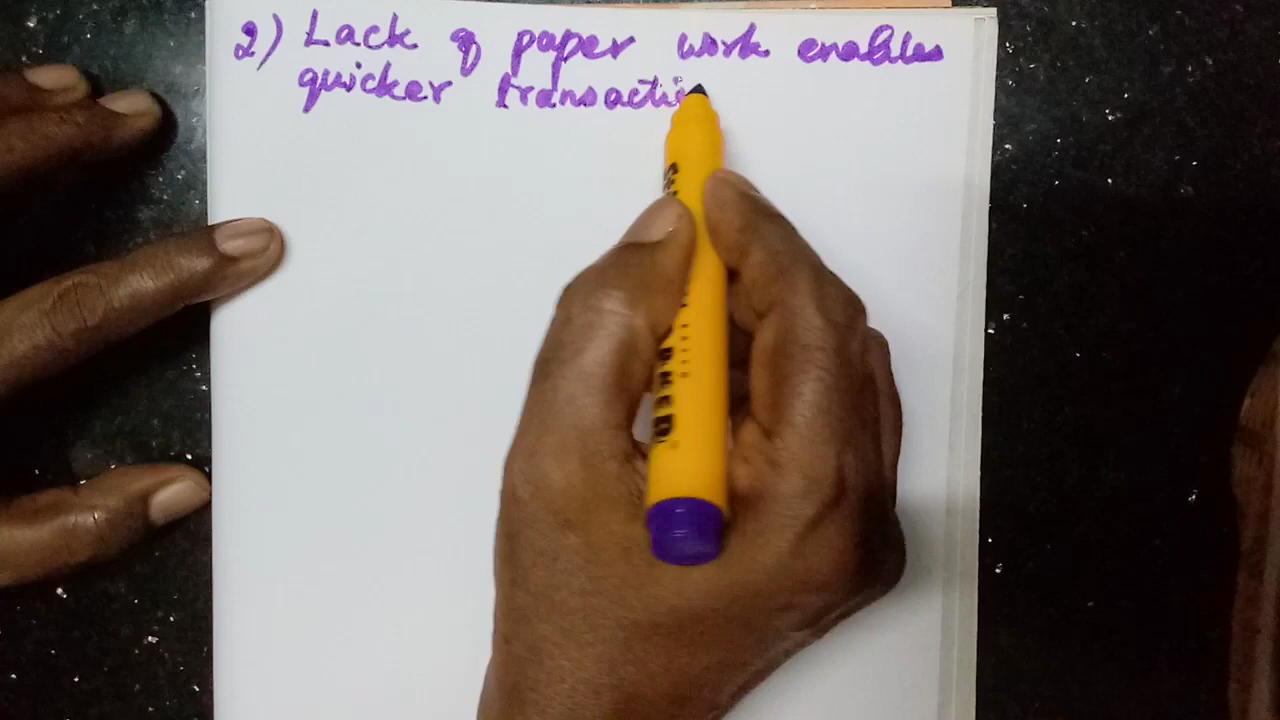 2) Lack of paper work enables
quicker transacti